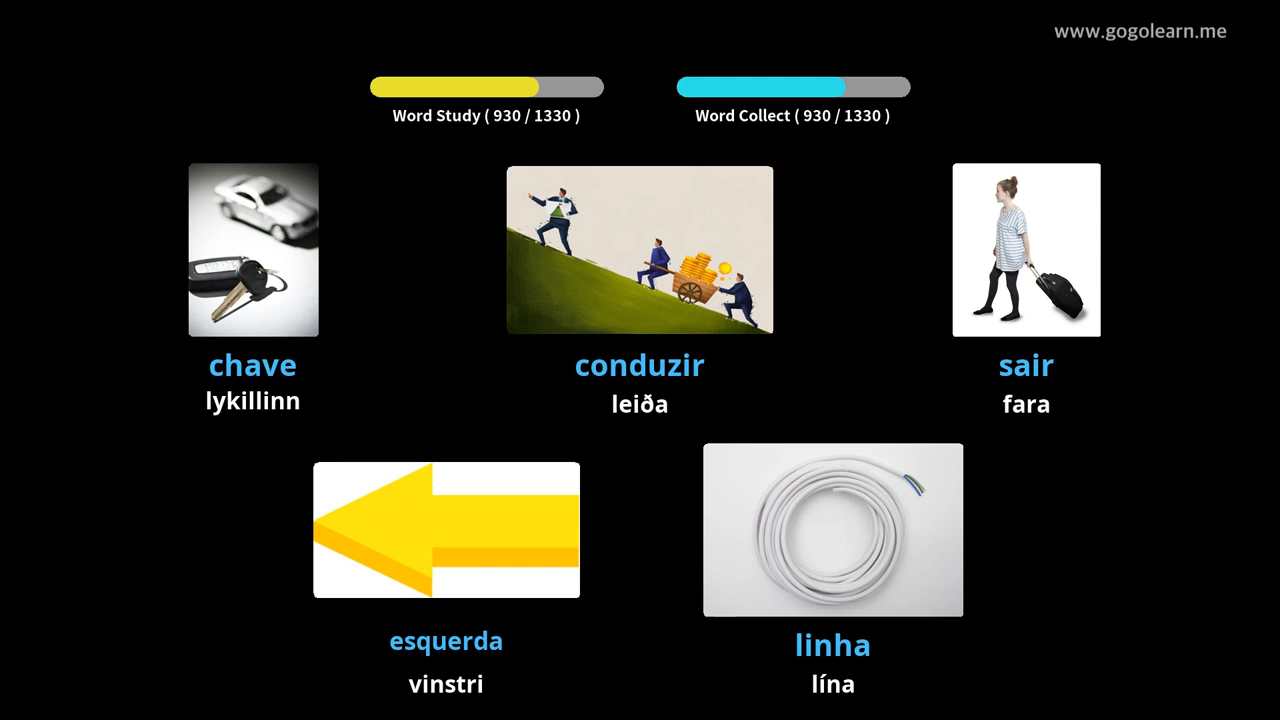 www.gogolearn.me
Word Study ( 930 / 1330 )
Word Collect ( 930 / 1330 )
chave
lykillinn
conduzir
leiða
sair
fara
esquerda
vinstri
linha
lína